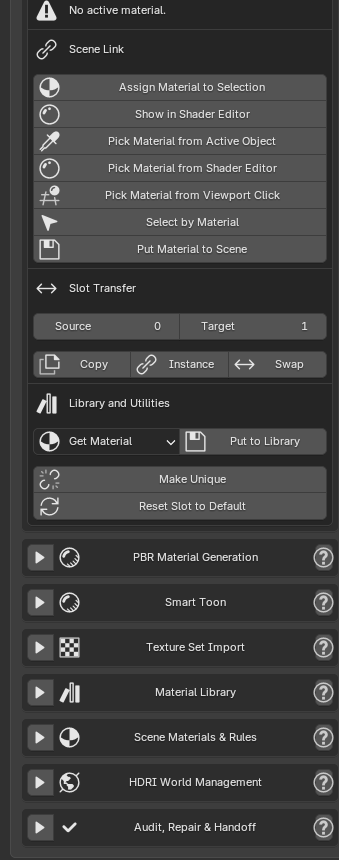 No active material.
Scene Link
Assign Material to Selection
Show in Shader Editor
Pick Material from Active Object
Pick Material from Shader Editor
Pick Material from Viewport Click
Select by Material
Put Material to Scene
Slot Transfer
Source 0 Target 1
Copy Instance Swap
Library and Utilities
Get Material Put to Library
Make Unique
Reset Slot to Default
PBR Material Generation ?
Smart Toon ?
Texture Set Import ?
Material Library ?
Scene Materials & Rules ?
HDRI World Management ?
Audit, Repair & Handoff ?